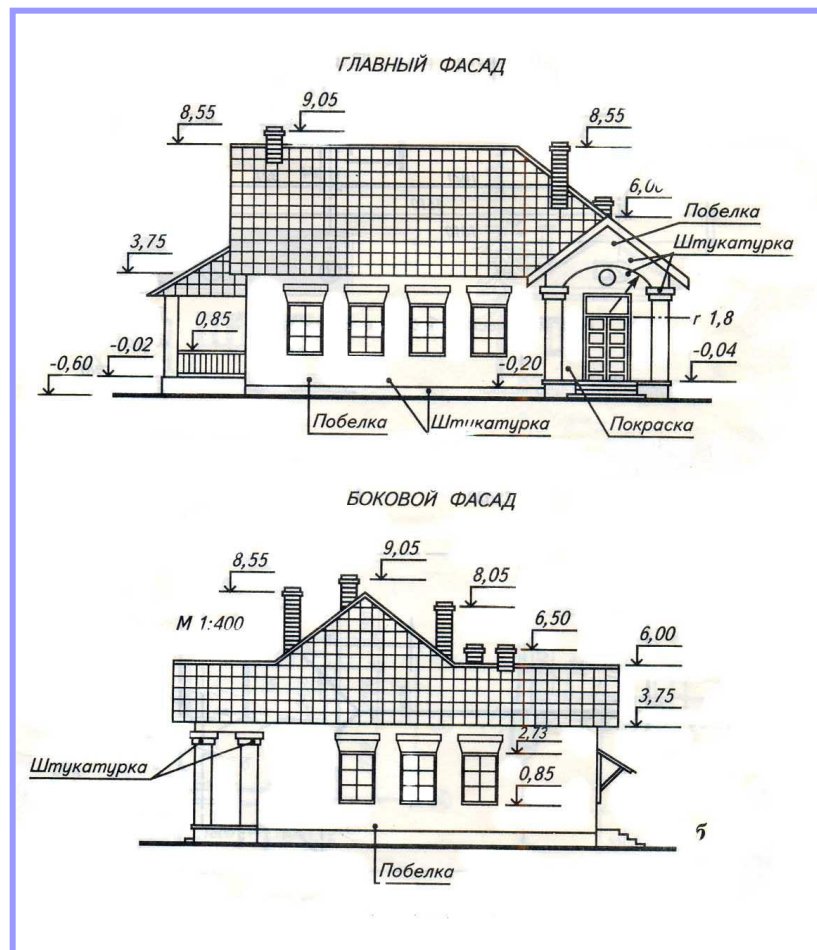 ГЛАВНЫЙ ФАСАД
8,55
9,05
8,55
6,0
Побелка
Штукатурка
3,75
0,85
-0,02
-0,60
r 1,8
-0,20
-0,04
Побелка
Штукатурка
Покраска
БОКОВОЙ ФАСАД
8,55
9,05
8,05
М 1:400
6,50
6,00
3,75
2,73
0,85
Штукатурка
б
Побелка